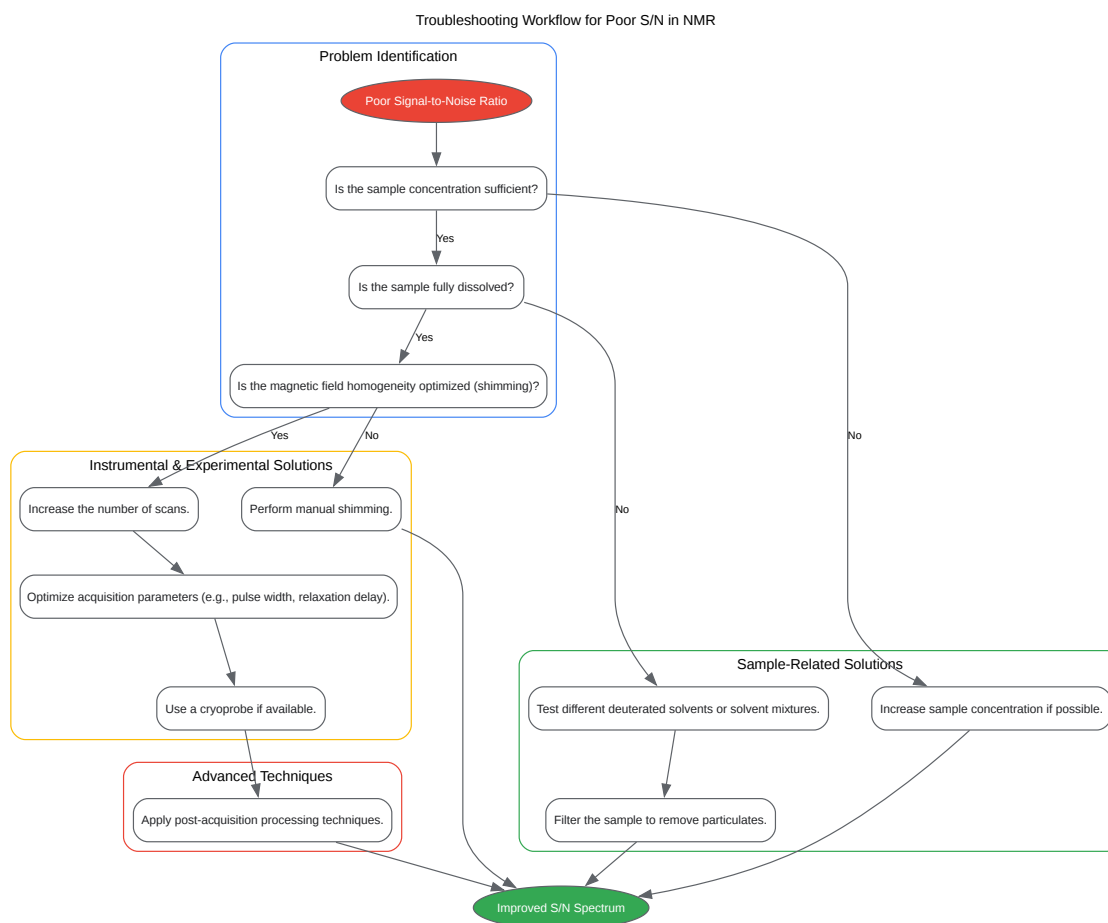 Troubleshooting Workflow for Poor S/N in NMR
Problem Identification
Poor Signal-to-Noise Ratio
Is the sample concentration sufficient?
Yes
Is the sample fully dissolved?
Yes
Is the magnetic field homogeneity optimized (shimming)?
Yes
No
No
Instrumental & Experimental Solutions
Increase the number of scans.
Perform manual shimming.
No
Optimize acquisition parameters (e.g., pulse width, relaxation delay).
Sample-Related Solutions
Use a cryoprobe if available.
Test different deuterated solvents or solvent mixtures.
Increase sample concentration if possible.
Advanced Techniques
Apply post-acquisition processing techniques.
Filter the sample to remove particulates.
Improved S/N Spectrum